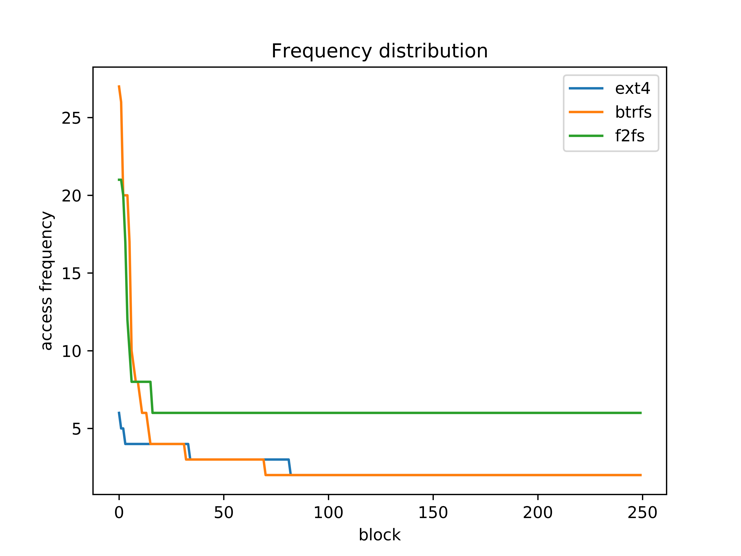 Frequency distribution
ext4
btrfs
f2fs
25
20
15
10
5
access frequency
0 50 100 150 200 250
block